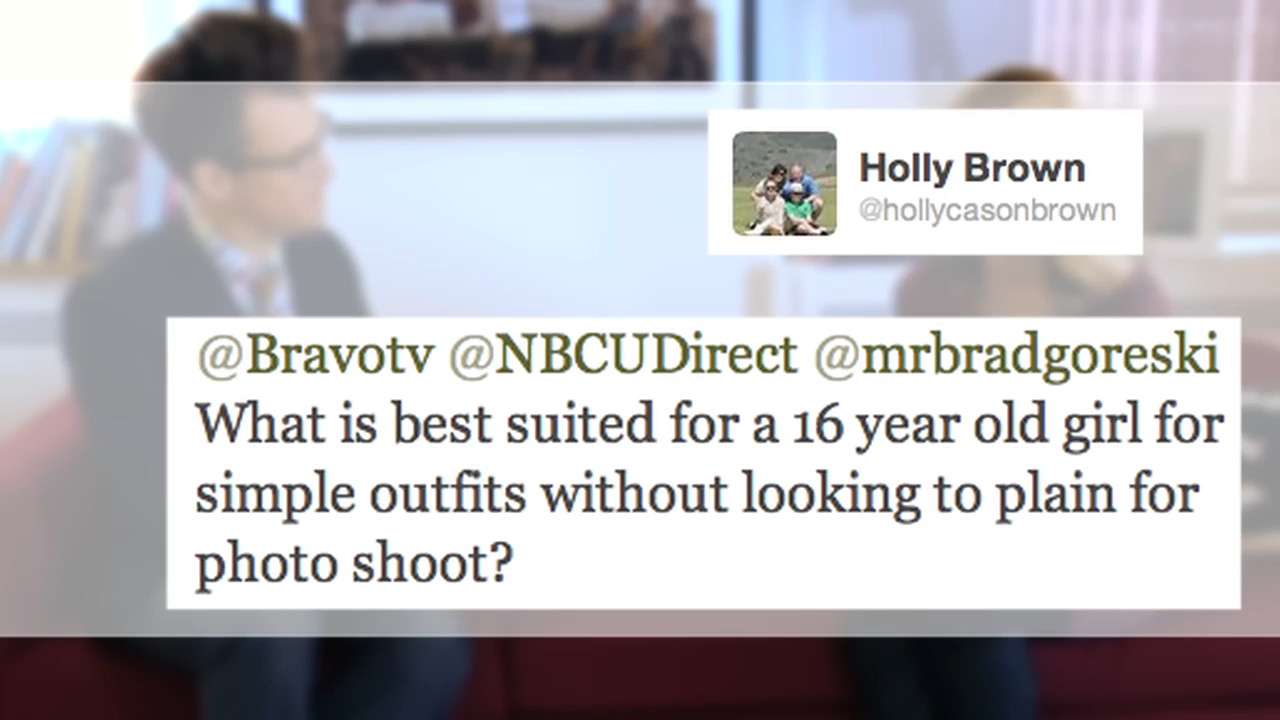 Holly Brown
@hollycasonbrown
@Bravotv @NBCUDirect @mrbradgoreski
What is best suited for a 16 year old girl for
simple outfits without looking to plain for
photo shoot?